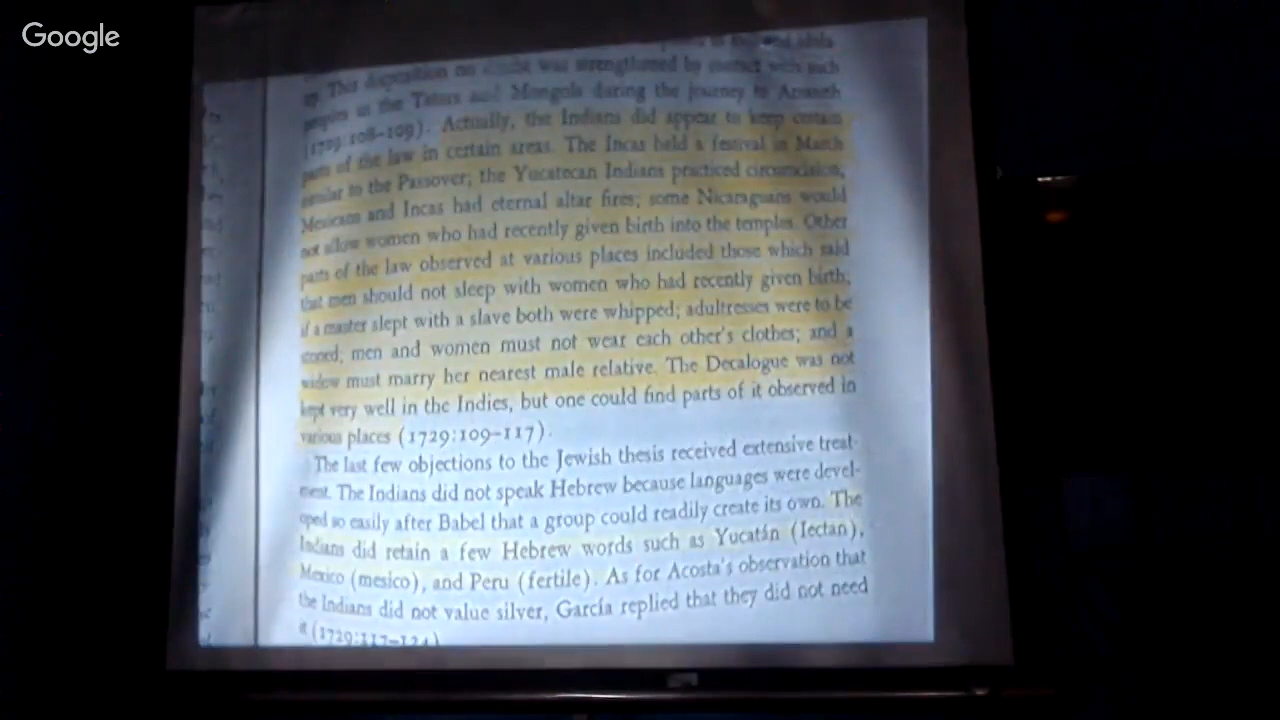 Google
This disposition no doubt was strengthened by contact with such
peoples as the Tatars and Mongols during the journey to Arsareth
(1729:108–109). Actually, the Indians did appear to keep certain
parts of the law in certain areas. The Incas held a festival in March
similar to the Passover; the Yucatecan Indians practiced circumcision,
Mexicans and Incas had eternal altar fires; some Nicaraguans would
not allow women who had recently given birth into the temples. Other
parts of the law observed at various places included those which said
that men should not sleep with women who had recently given birth;
if a master slept with a slave both were whipped; adultresses were to be
stoned; men and women must not wear each other's clothes; and a
widow must marry her nearest male relative. The Decalogue was not
kept very well in the Indies, but one could find parts of it observed in
various places (1729:109–117).
The last few objections to the Jewish thesis received extensive treat-
ment. The Indians did not speak Hebrew because languages were devel-
oped so easily after Babel that a group could readily create its own. The
Indians did retain a few Hebrew words such as Yucatán (Iectan),
Mexico (mesico), and Peru (fertile). As for Acosta's observation that
the Indians did not value silver, García replied that they did not need
it (1729:117–124)